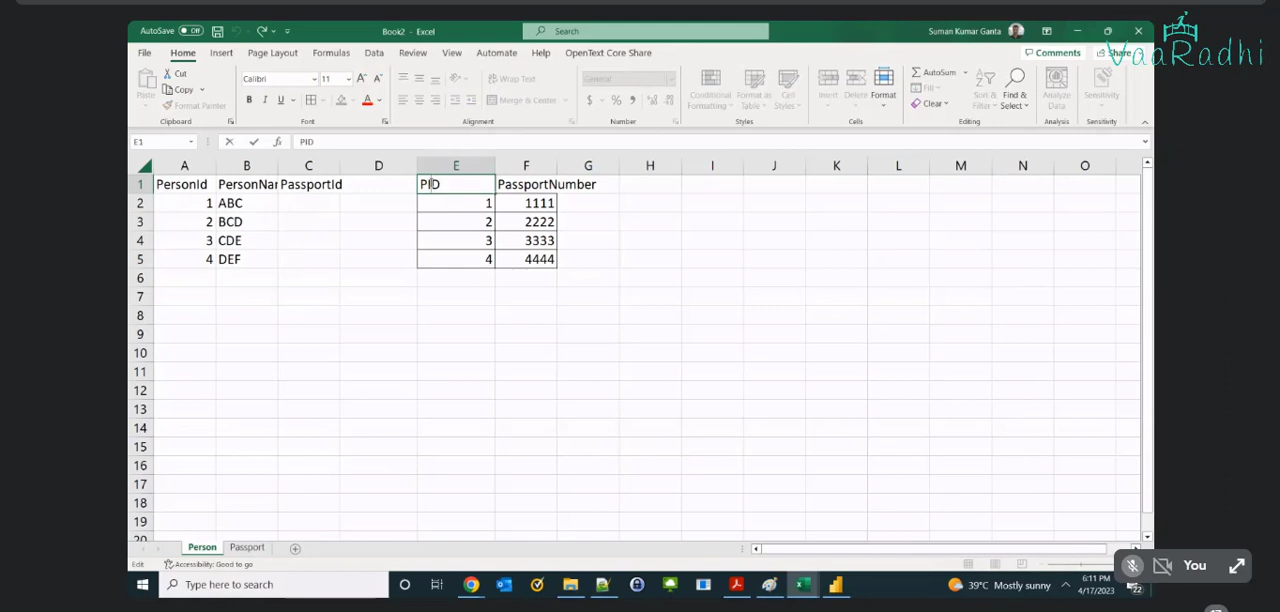 AutoSave Off
Book2 - Excel
Search
Suman Kumar Ganta
VaaRadhi
File Home Insert Page Layout Formulas Data Review View Automate Help OpenText Core Share
Comments Share
Paste
Cut
Copy
Format Painter
Calibri 11
B I U
Wrap Text
Merge & Center
General
$ % ,
Conditional Formatting
Format as Table
Cell Styles
Insert Delete Format
AutoSum
Fill
Clear
Sort & Filter
Find & Select
Analyze Data
Sensitivity
Clipboard Font Alignment Number Styles Cells Editing Analysis Sensitivity
E1 fx PID
A B C D E F G H I J K L M N O
1 PersonId PersonNar PassportId PID PassportNumber
2 1 ABC 1 1111
3 2 BCD 2 2222
4 3 CDE 3 3333
5 4 DEF 4 4444
6
7
8
9
10
11
12
13
14
15
16
17
18
19
20
Person Passport
Edit Accessibility: Good to go
You
Type here to search
39°C Mostly sunny
6:11 PM
4/17/2023
22